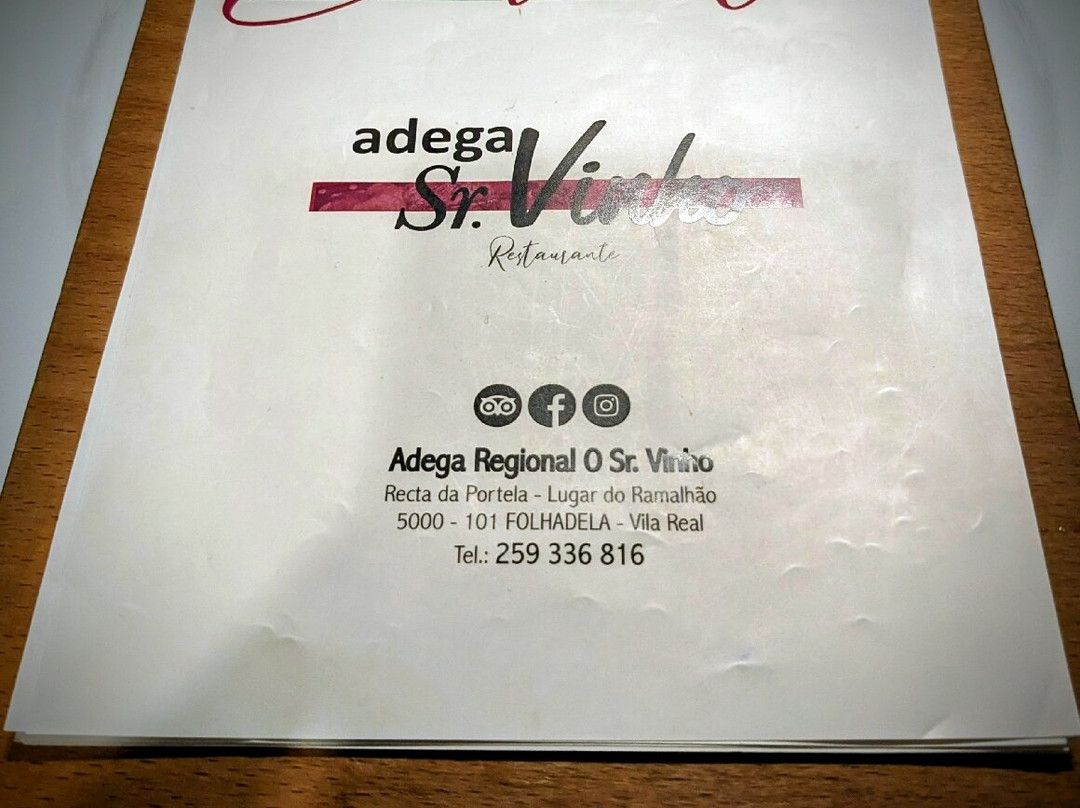 adega
Sr. Vinho
Restaurante
Adega Regional O Sr. Vinho
Recta da Portela - Lugar do Ramalhão
5000 - 101 FOLHADELA - Vila Real
Tel.: 259 336 816